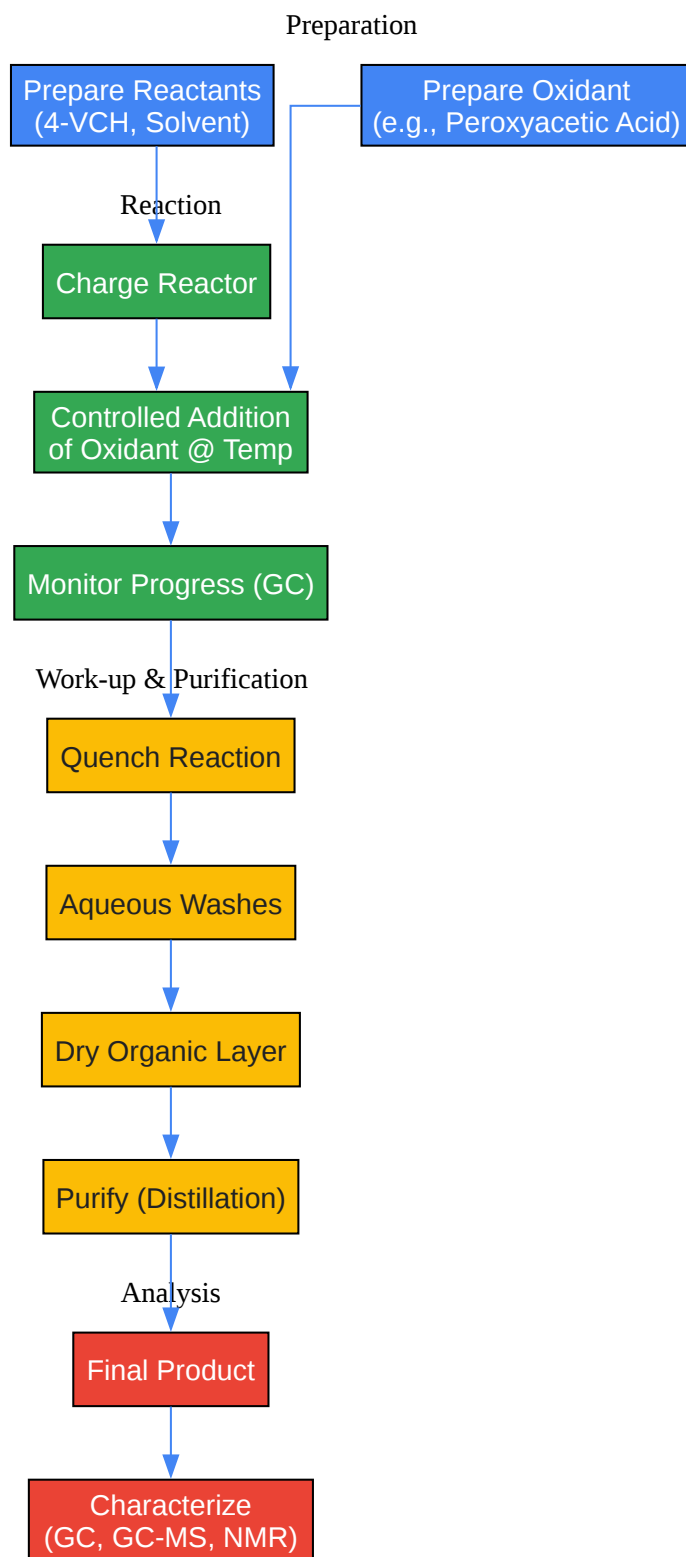 Preparation
Prepare Reactants
(4-VCH, Solvent)
Prepare Oxidant
(e.g., Peroxyacetic Acid)
Reaction
Charge Reactor
Controlled Addition
of Oxidant @ Temp
Monitor Progress (GC)
Work-up & Purification
Quench Reaction
Aqueous Washes
Dry Organic Layer
Purify (Distillation)
Analysis
Final Product
Characterize
(GC, GC-MS, NMR)